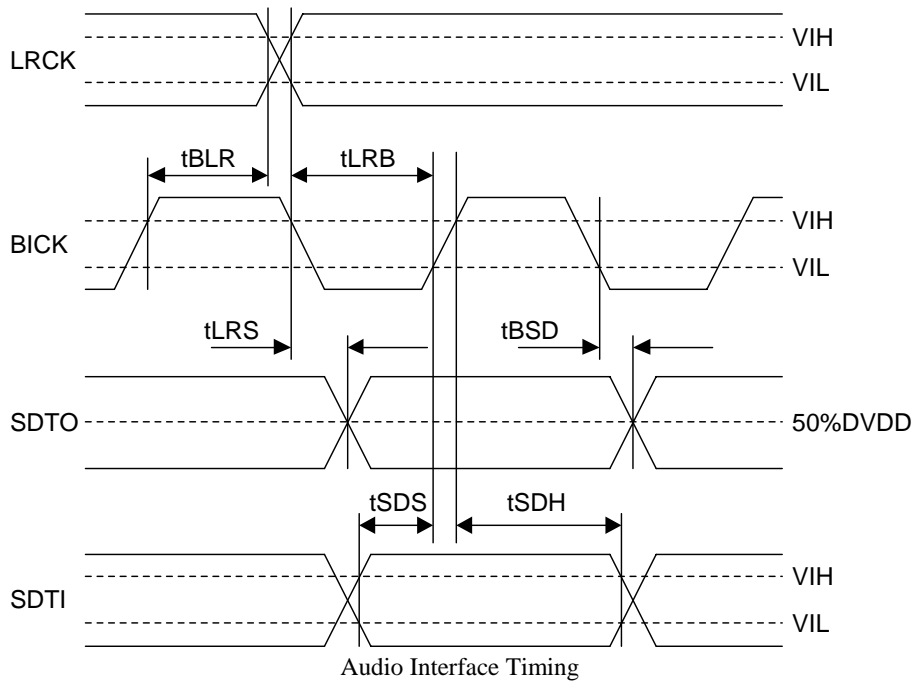 VIH
LRCK
VIL
tBLR
tLRB
VIH
BICK
VIL
tLRS
tBSD
SDTO
50%DVDD
tSDS
tSDH
VIH
SDTI
VIL
Audio Interface Timing